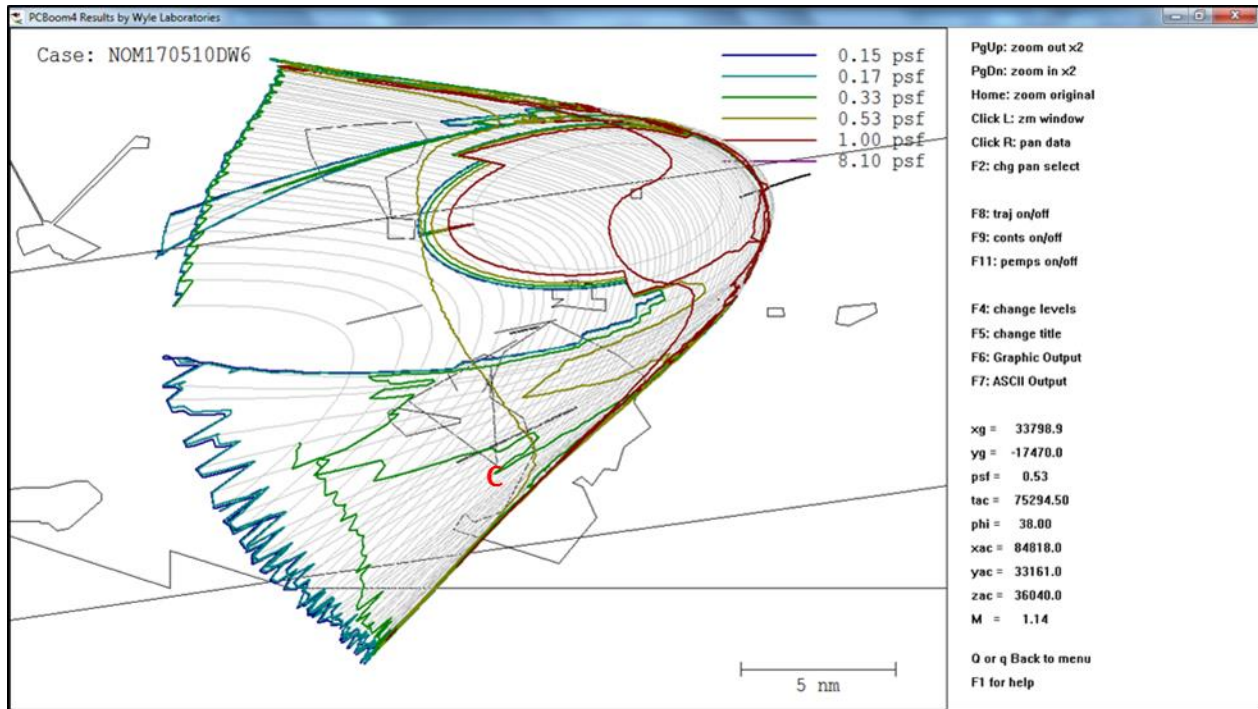 PCBoom4 Results by Wyle Laboratories
Case: NOM170510DW6
0.15 psf
0.17 psf
0.33 psf
0.53 psf
1.00 psf
8.10 psf
C
5 nm
PgUp: zoom out x2
PgDn: zoom in x2
Home: zoom original
Click L: zm window
Click R: pan data
F2: chg pan select
F8: traj on/off
F9: conts on/off
F11: pemps on/off
F4: change levels
F5: change title
F6: Graphic Output
F7: ASCII Output
xg = 33798.9
yg = -17470.0
psf = 0.53
tac = 75294.50
phi = 38.00
xac = 84818.0
yac = 33161.0
zac = 36040.0
M = 1.14
Q or q Back to menu
F1 for help